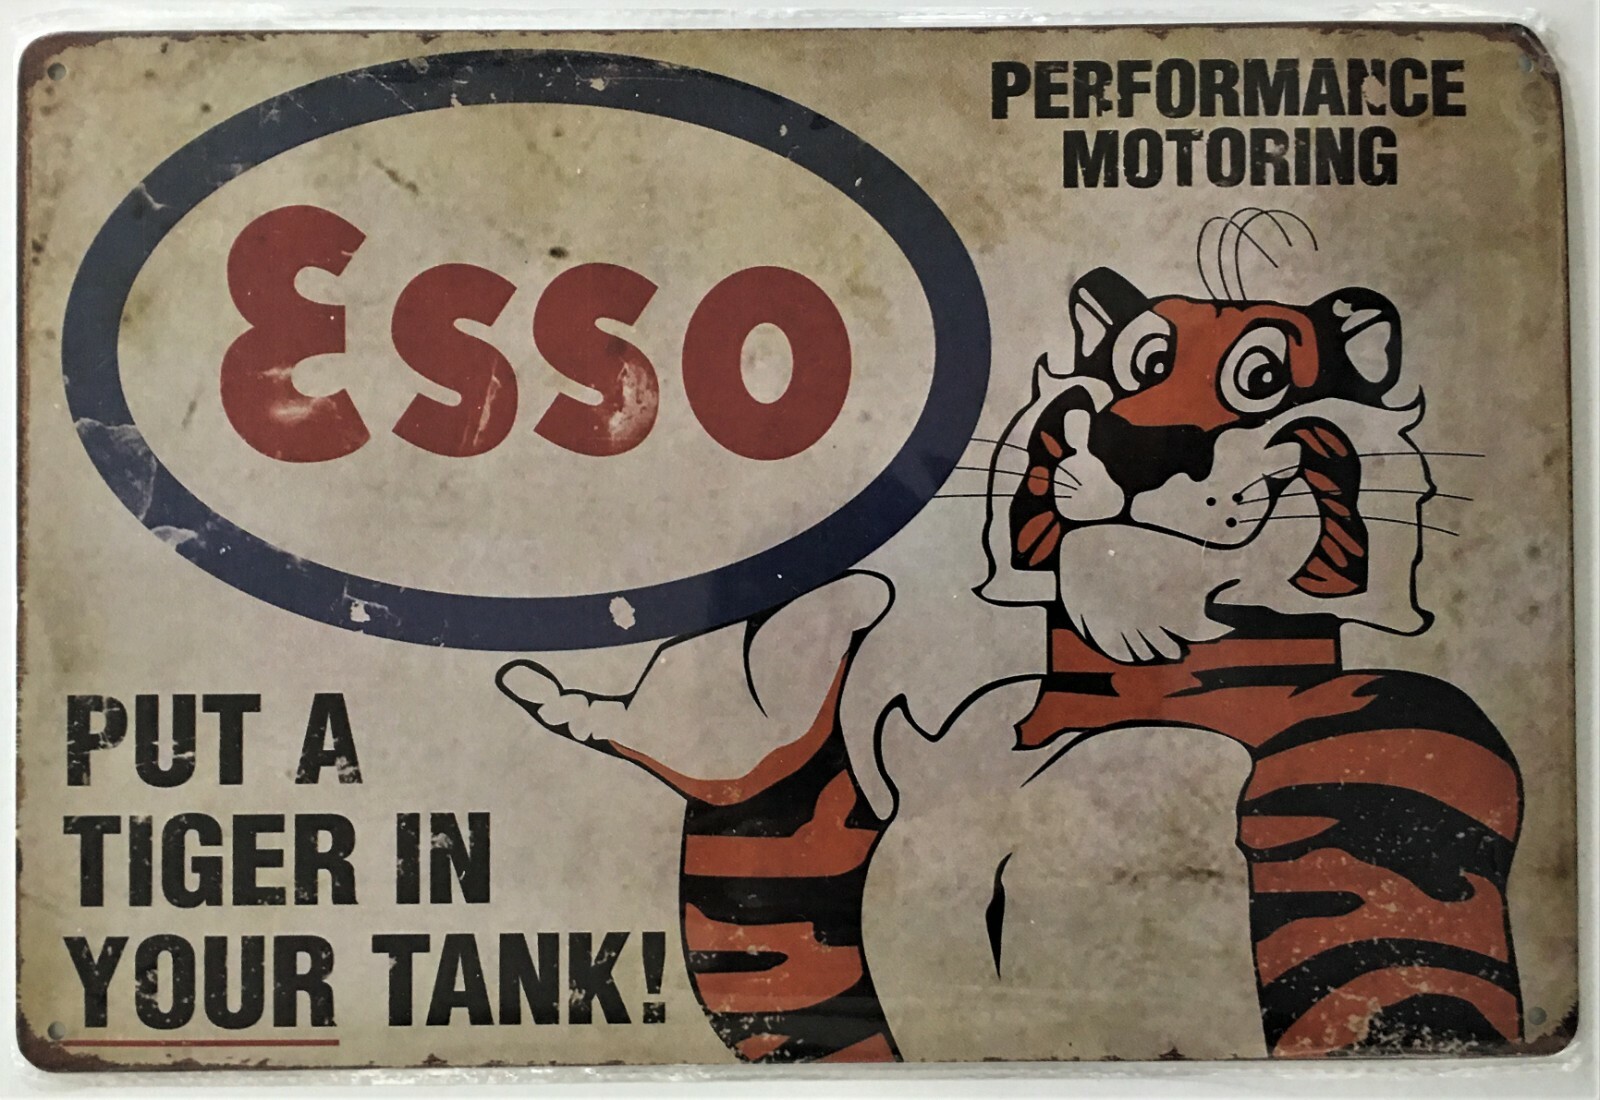 PERFORMANCE
MOTORING
Esso
PUT A
TIGER IN
YOUR TANK!